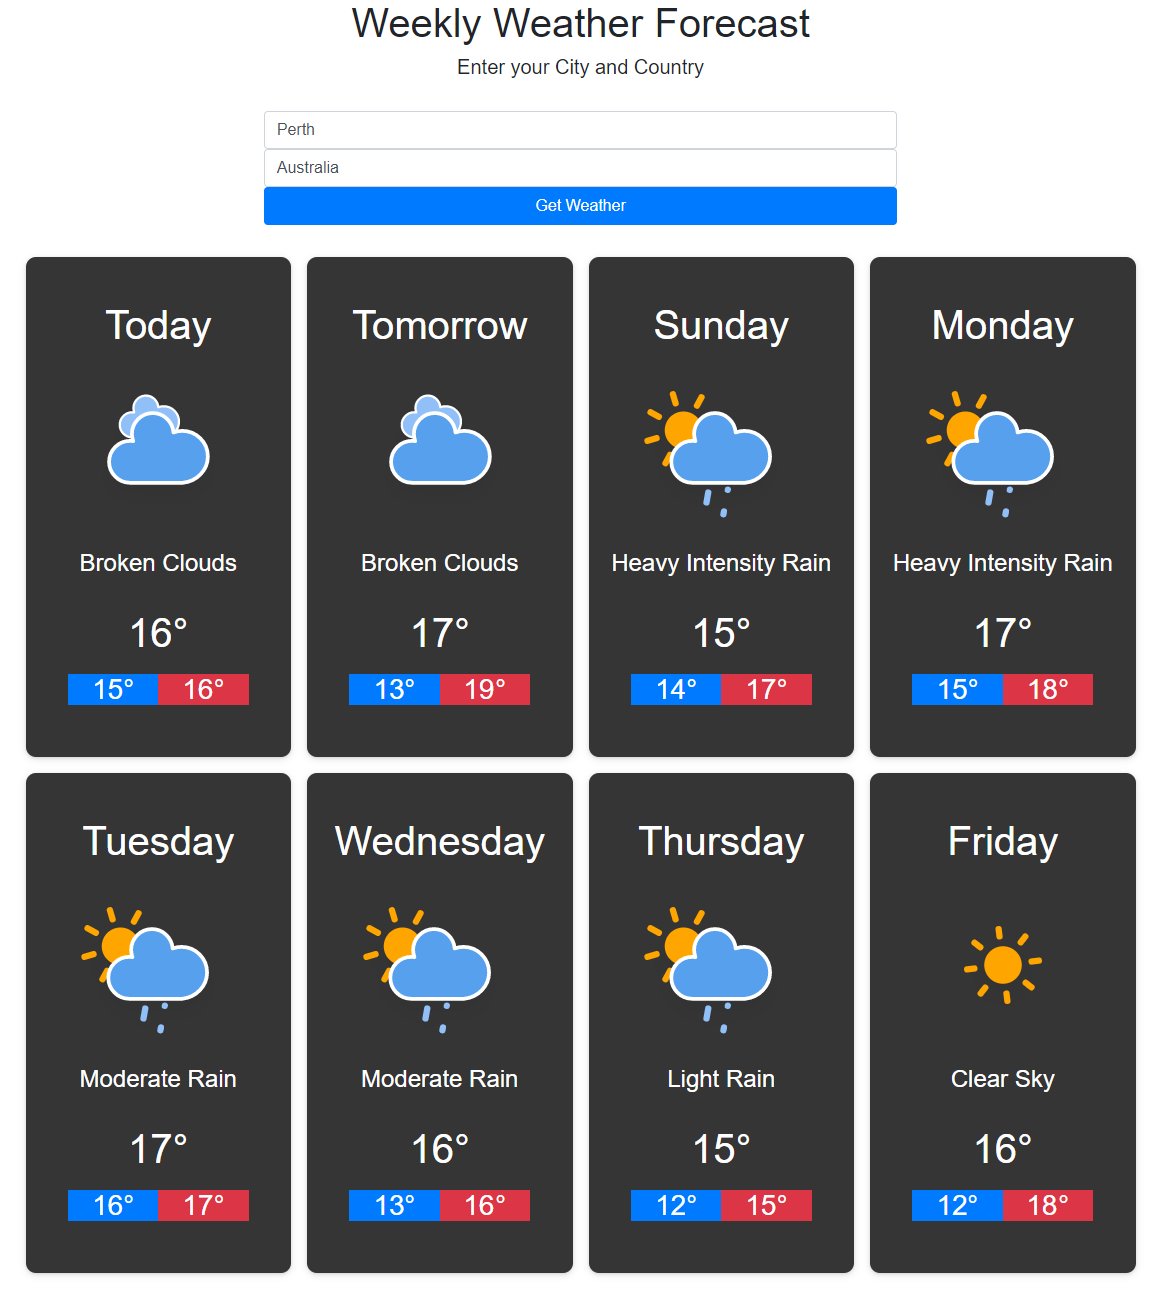 Weekly Weather Forecast
Enter your City and Country
Perth
Australia
Get Weather
Today
Broken Clouds
16°
15° 16°
Tomorrow
Broken Clouds
17°
13° 19°
Sunday
Heavy Intensity Rain
15°
14° 17°
Monday
Heavy Intensity Rain
17°
15° 18°
Tuesday
Moderate Rain
17°
16° 17°
Wednesday
Moderate Rain
16°
13° 16°
Thursday
Light Rain
15°
12° 15°
Friday
Clear Sky
16°
12° 18°